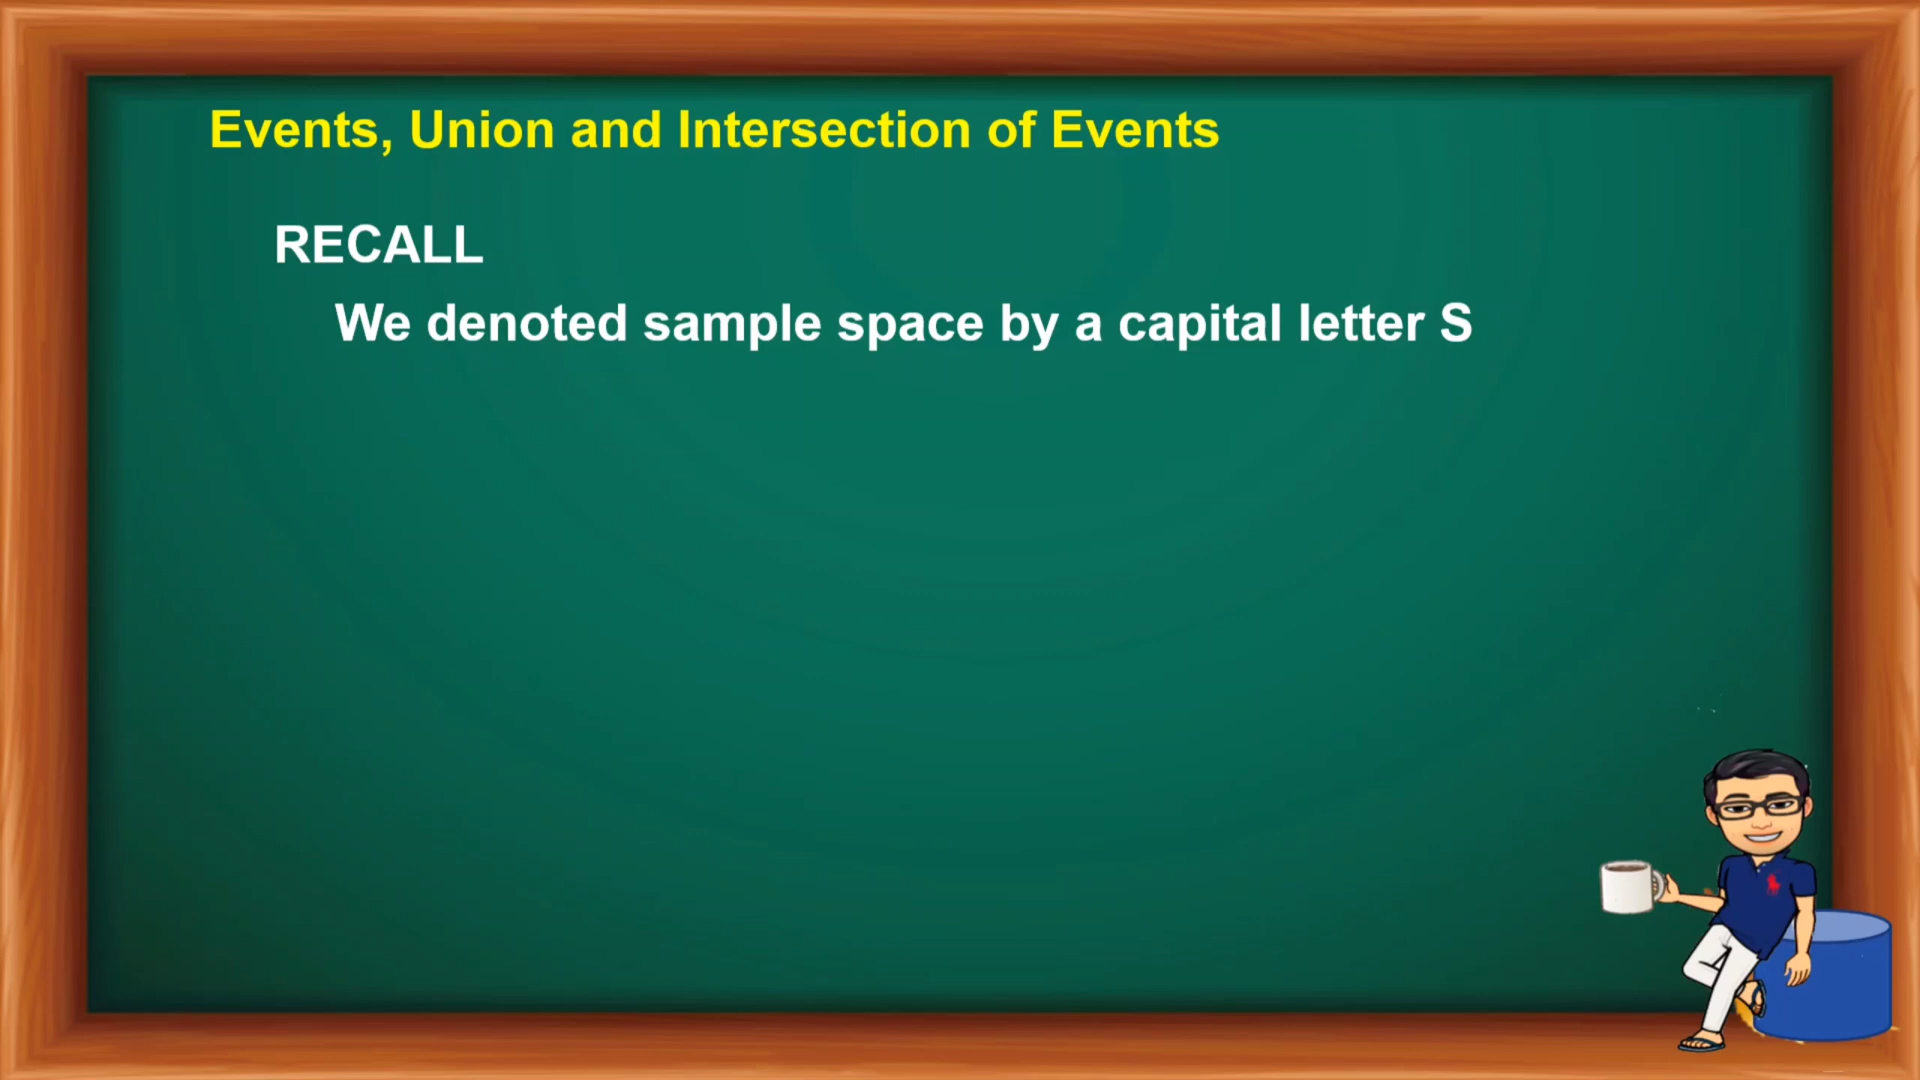 Events, Union and Intersection of Events
RECALL
We denoted sample space by a capital letter S